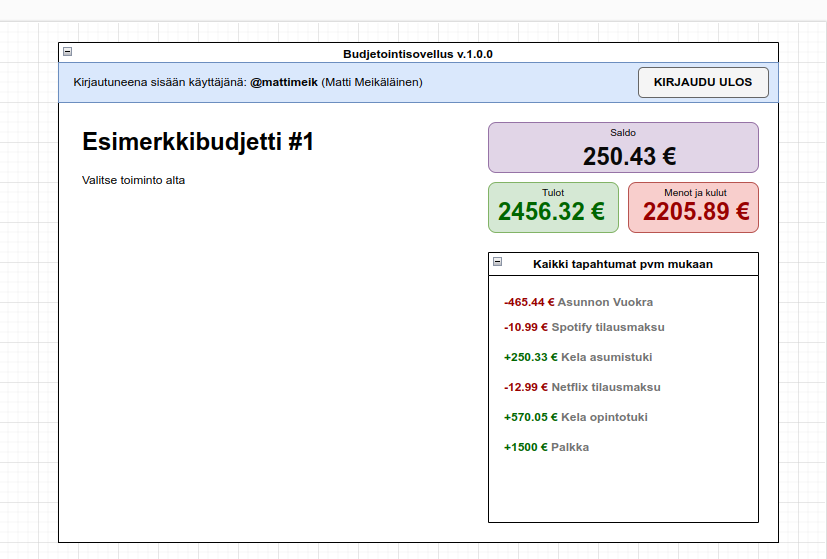 Budjetointisovellus v.1.0.0
Kirjautuneena sisään käyttäjänä: @mattimeik (Matti Meikäläinen)
KIRJAUDU ULOS
Esimerkkibudjetti #1
Valitse toiminto alta
Saldo
250.43 €
Tulot
2456.32 €
Menot ja kulut
2205.89 €
Kaikki tapahtumat pvm mukaan
-465.44 € Asunnon Vuokra
-10.99 € Spotify tilausmaksu
+250.33 € Kela asumistuki
-12.99 € Netflix tilausmaksu
+570.05 € Kela opintotuki
+1500 € Palkka